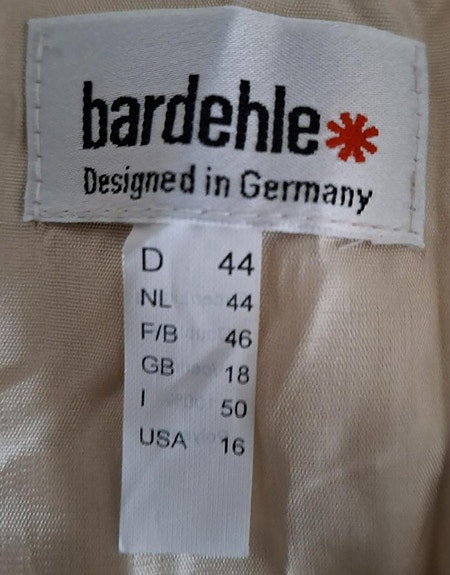 bardehle
Designed in Germany
D 44
NL 44
F/B 46
GB 18
I 50
USA 16